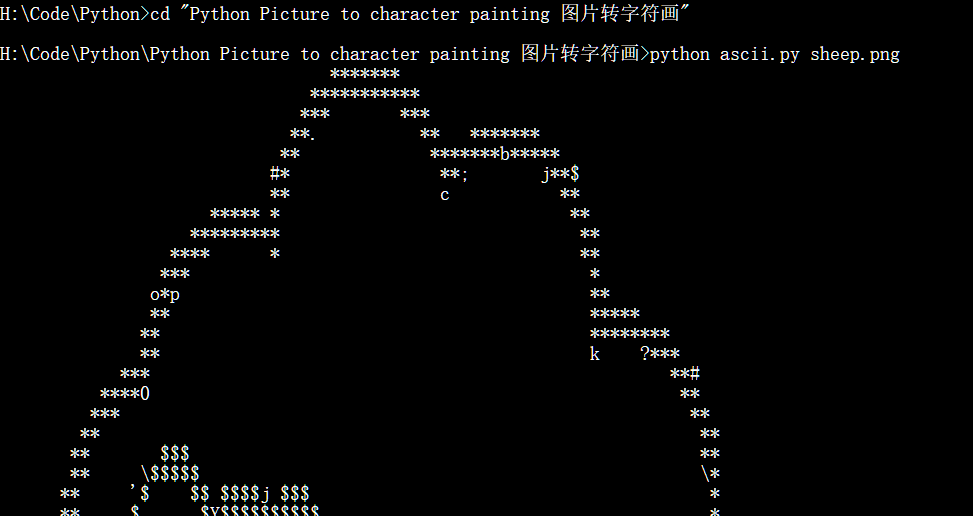 H:\Code\Python>cd "Python Picture to character painting 图片转字符画"
H:\Code\Python\Python Picture to character painting 图片转字符画>python ascii.py sheep.png
                                 *******
                               ***********
                              ***       ***
                             **.           **   *******
                            **             *******b*****
                           #*               **;       j**$
                           **               c           **
                     ***** *                             **
                   *********                              **
                 ****      *                              **
                ***                                        *
               o*p                                         **
               **                                          *****
              **                                           ********
              **                                           k    ?***
            ***                                                    **#
          ****0                                                     **
         ***                                                         **
        **                                                            **
       **       $$$                                                   **
       **     \$$$$$                                                  \*
      **     '$    $$ $$$$j $$$                                        *
      **     $      $Y$$$$$$$$$$                                       *